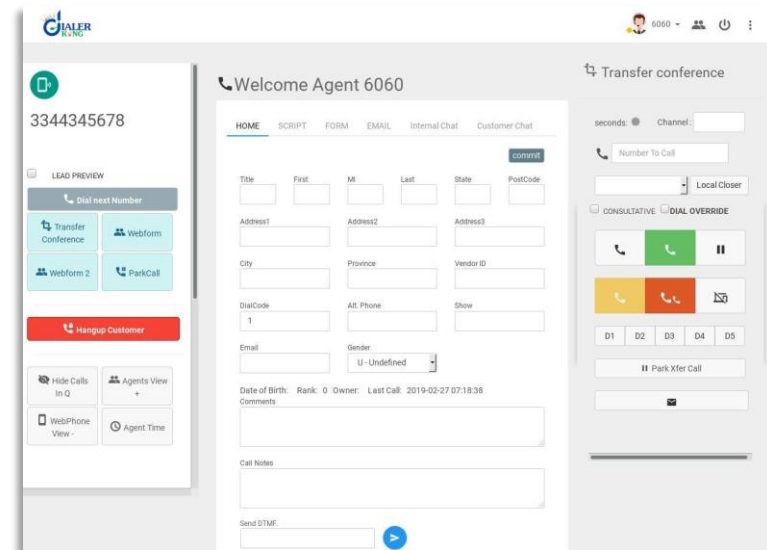 DIALER
KING
6060
3344345678
LEAD PREVIEW
Dial next Number
Transfer
Conference
Webform
Webform 2
ParkCall
Hangup Customer
Hide Calls
In Q
Agents View
+
WebPhone
View -
Agent Time
Welcome Agent 6060
HOME SCRIPT FORM EMAIL Internal Chat Customer Chat
commit
Title First MI Last State PostCode
Address1 Address2 Address3
City Province Vendor ID
DialCode Alt. Phone Show
1
Email Gender
U - Undefined
Date of Birth: Rank: 0 Owner: Last Call: 2019-02-27 07:18:38
Comments
Call Notes
Send DTMF:
Transfer conference
seconds: Channel:
Number To Call
Local Closer
CONSULTATIVE DIAL OVERRIDE
D1 D2 D3 D4 D5
Park Xfer Call